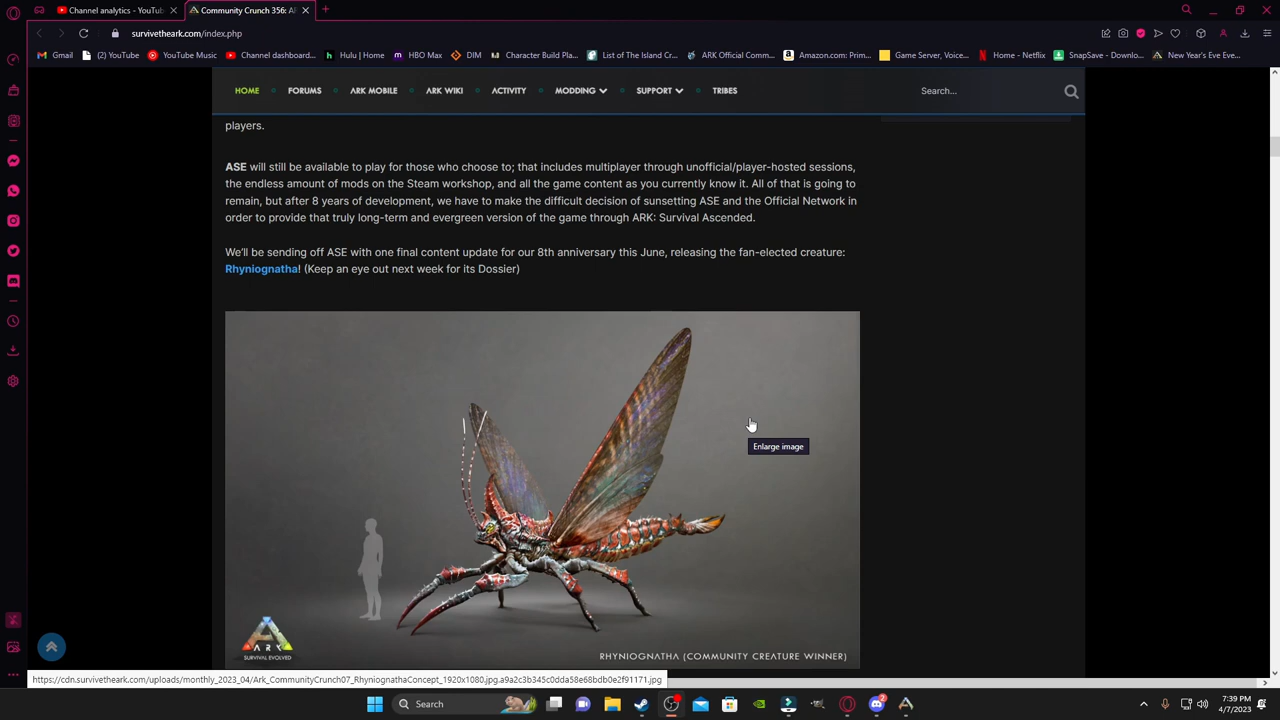 Channel analytics - YouTub
Community Crunch 356: AR
survivetheark.com/index.php
Gmail
(2) YouTube
YouTube Music
Channel dashboard...
Hulu | Home
HBO Max
DIM
Character Build Pla...
List of The Island Cr...
ARK Official Comm...
Amazon.com: Prim...
Game Server, Voice...
Home - Netflix
SnapSave - Downlo...
New Year's Eve Eve...
HOME
FORUMS
ARK MOBILE
ARK WIKI
ACTIVITY
MODDING
SUPPORT
TRIBES
Search...
players.
ASE will still be available to play for those who choose to; that includes multiplayer through unofficial/player-hosted sessions,
the endless amount of mods on the Steam workshop, and all the game content as you currently know it. All of that is going to
remain, but after 8 years of development, we have to make the difficult decision of sunsetting ASE and the Official Network in
order to provide that truly long-term and evergreen version of the game through ARK: Survival Ascended.
We'll be sending off ASE with one final content update for our 8th anniversary this June, releasing the fan-elected creature:
Rhyniognatha! (Keep an eye out next week for its Dossier)
Enlarge image
ARK
SURVIVAL EVOLVED
RHYNIOGNATHA (COMMUNITY CREATURE WINNER)
https://cdn.survivetheark.com/uploads/monthly_2023_04/Ark_CommunityCrunch07_RhyniognathaConcept_1920x1080.jpg.a9a2c3b345c0dda58e68bdb0e2f91171.jpg
Search
2
7:39 PM
4/7/2023